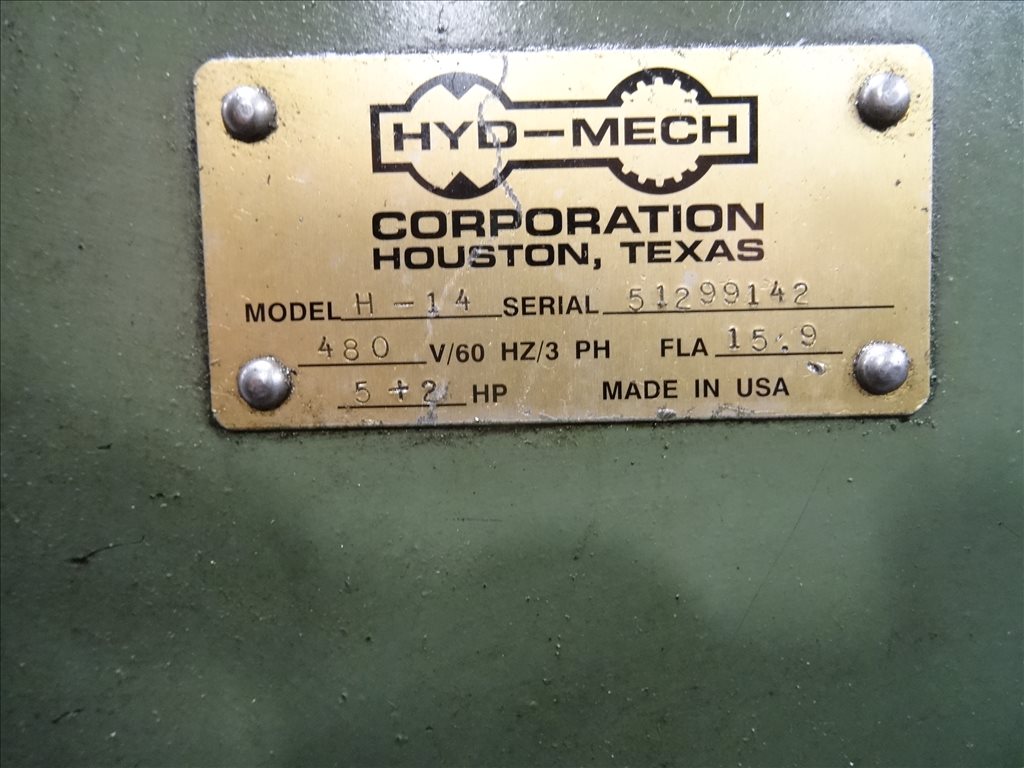 HYD-MECH
CORPORATION
HOUSTON, TEXAS
MODEL H-14 SERIAL 51299142
480 V/60 HZ/3 PH FLA 15.9
5+2 HP MADE IN USA